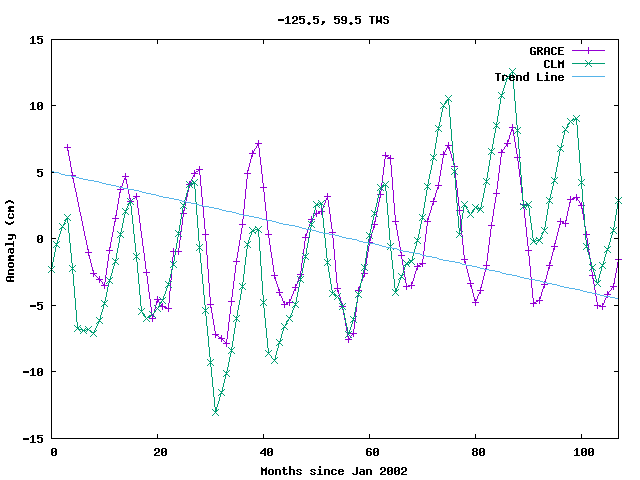 -125.5, 59.5 TWS
GRACE
CLM
Trend Line
15
10
5
0
-5
-10
-15
Anomaly (cm)
0 20 40 60 80 100
Months since Jan 2002